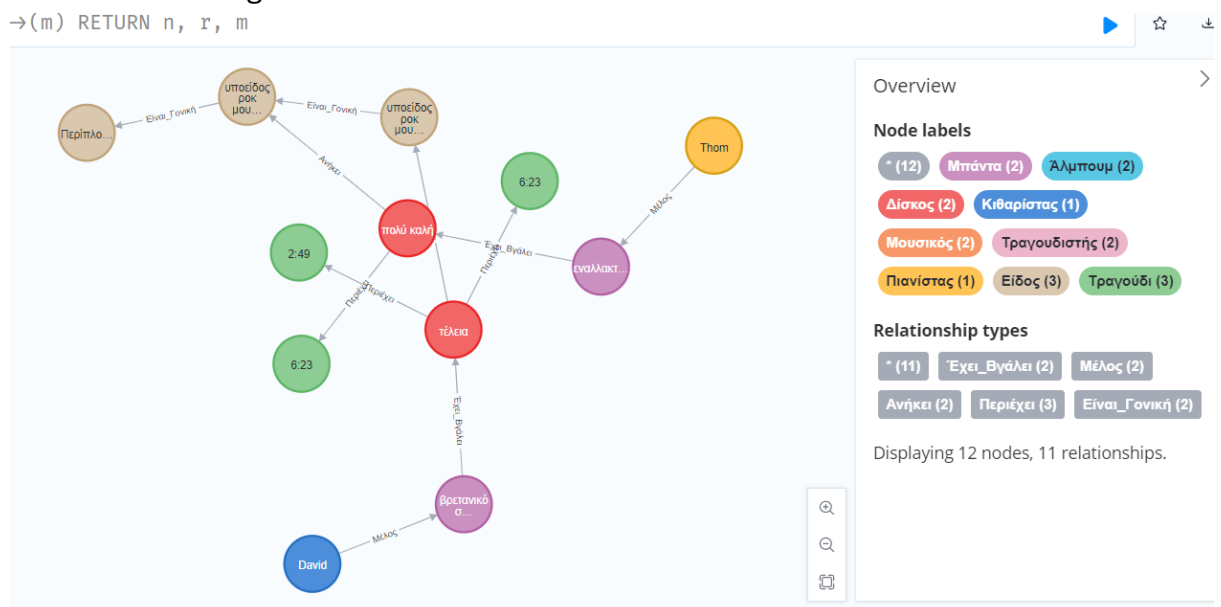 →(m) RETURN n, r, m
Περίπλο...
Είναι_Γονική
υποείδος
ροκ
μου...
Είναι_Γονική
υποείδος
ροκ
μου...
Ανήκει
Thom
Μέλος
6:23
πολύ καλή
Έχει_Βγάλει
Περιέχει
εναλλακτ...
2:49
Περιέχει
Περιέχει
τέλεια
6:23
Έχει_Βγάλει
βρετανικό
σ...
Μέλος
David
Overview
Node labels
* (12) Μπάντα (2) Άλμπουμ (2)
Δίσκος (2) Κιθαρίστας (1)
Μουσικός (2) Τραγουδιστής (2)
Πιανίστας (1) Είδος (3) Τραγούδι (3)
Relationship types
* (11) Έχει_Βγάλει (2) Μέλος (2)
Ανήκει (2) Περιέχει (3) Είναι_Γονική (2)
Displaying 12 nodes, 11 relationships.